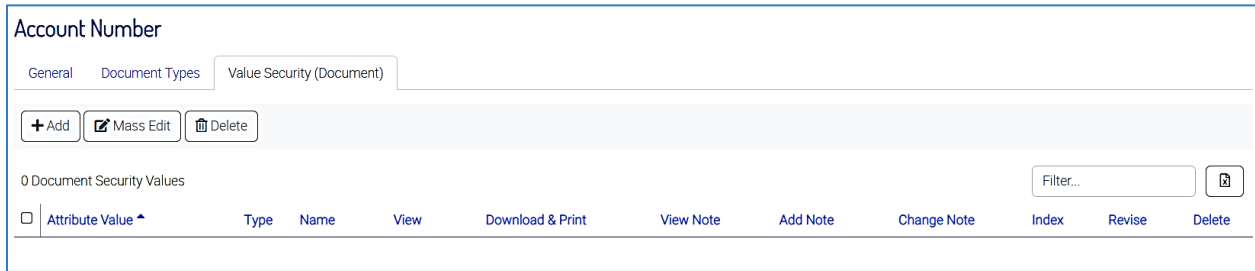 Account Number
General Document Types Value Security (Document)
Add Mass Edit Delete
0 Document Security Values Filter...
Attribute Value Type Name View Download & Print View Note Add Note Change Note Index Revise Delete